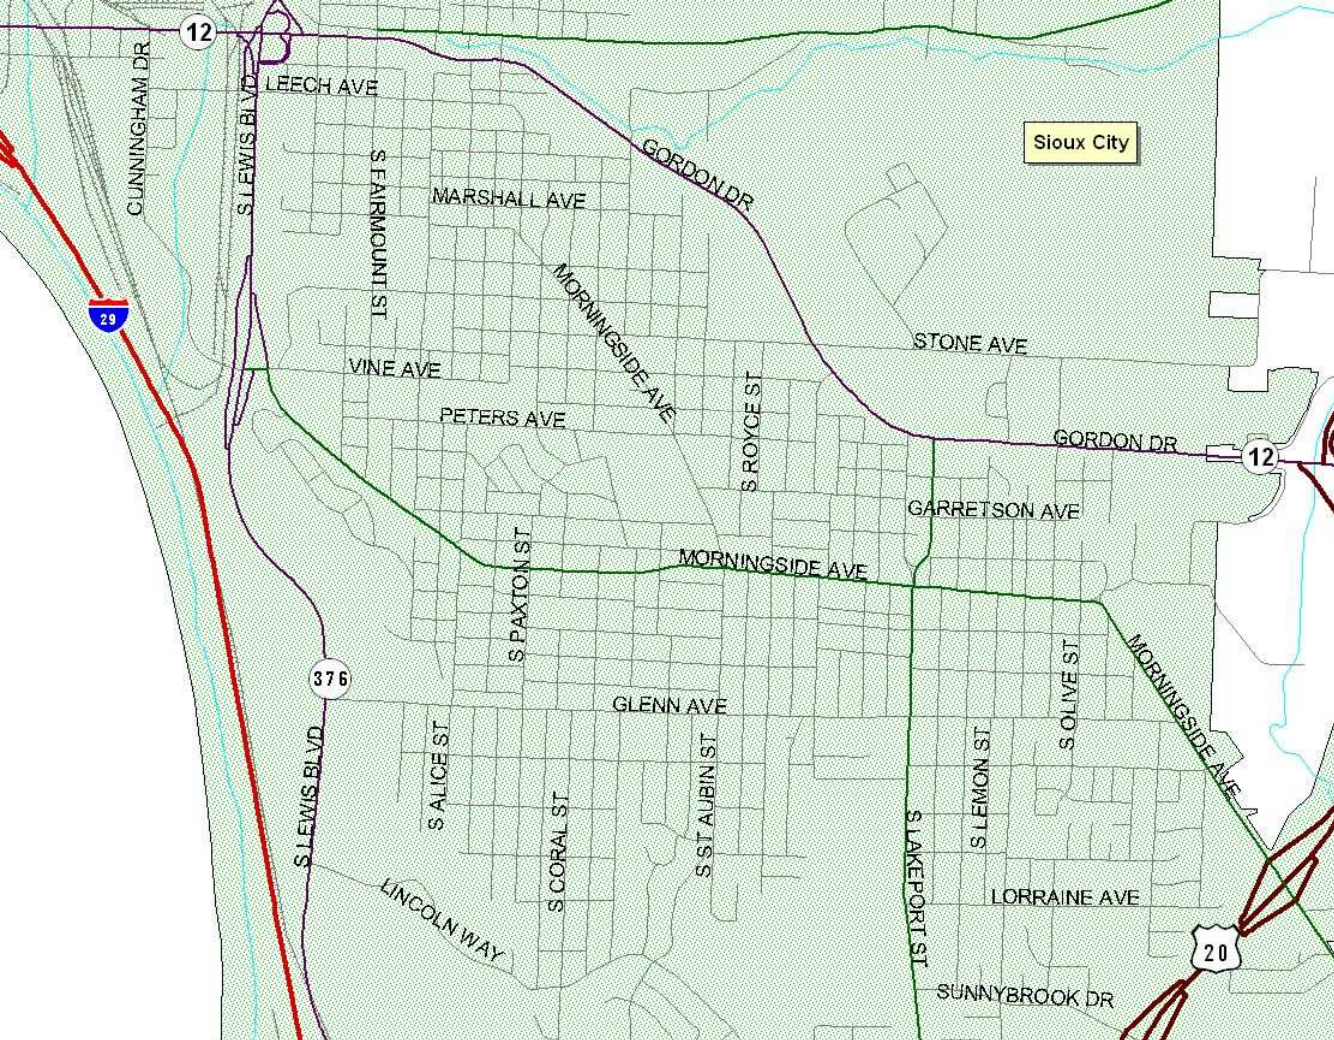 12
CUNNINGHAM DR
S LEWIS BLVD
LEECH AVE
Sioux City
S FAIRMOUNT ST
GORDON DR
MARSHALL AVE
MORNINGSIDE AVE
29
STONE AVE
VINE AVE
S ROYCE ST
PETERS AVE
GORDON DR
12
GARRETSON AVE
S PAXTON ST
MORNINGSIDE AVE
376
S OLIVE ST
MORNINGSIDE AVE
GLENN AVE
S LEWIS BLVD
S ALICE ST
S ST AUBIN ST
S LEMON ST
S CORAL ST
S LAKEPORT ST
LINCOLN WAY
LORRAINE AVE
20
SUNNYBROOK DR